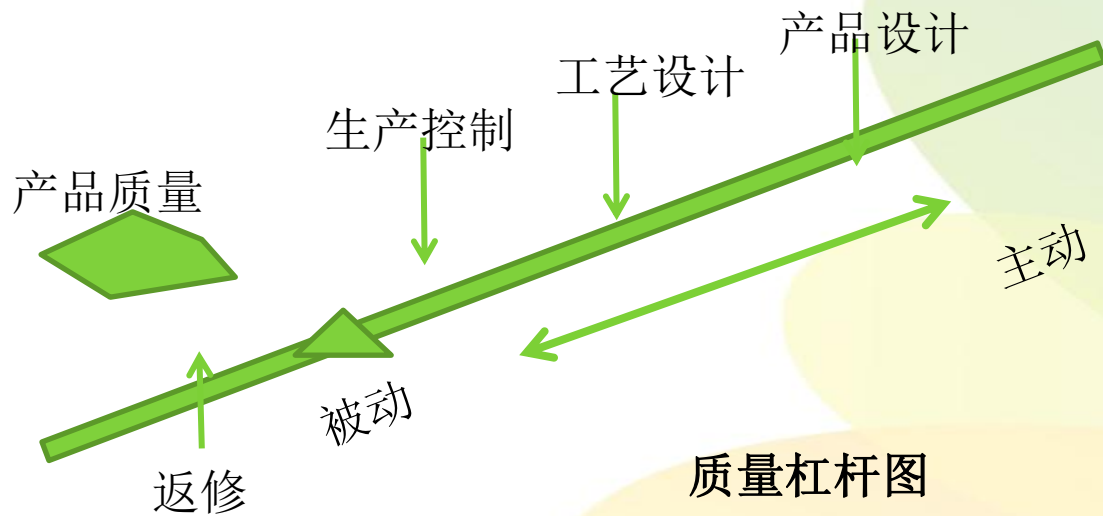 产品设计
工艺设计
生产控制
产品质量
主动
被动
质量杠杆图
返修